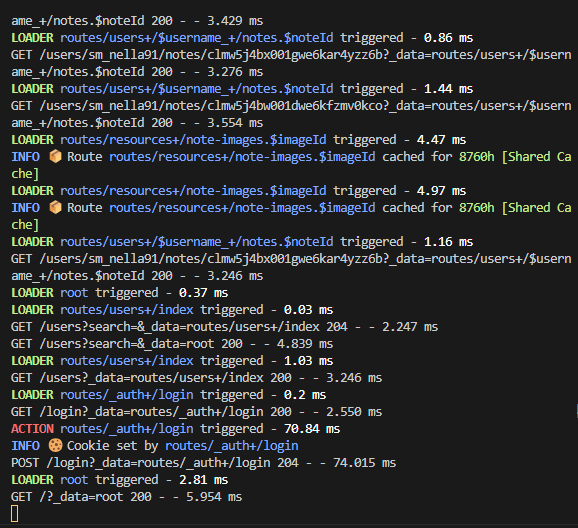 ame_+/notes.$noteId 200 - - 3.429 ms
LOADER routes/users+/$username_+/notes.$noteId triggered - 0.86 ms
GET /users/sm_nella91/notes/clmw5j4bx001gwe6kar4yzz6b?_data=routes/users+/$usern
ame_+/notes.$noteId 200 - - 3.276 ms
LOADER routes/users+/$username_+/notes.$noteId triggered - 1.44 ms
GET /users/sm_nella91/notes/clmw5j4bw001dwe6kfzmv0kco?_data=routes/users+/$usern
ame_+/notes.$noteId 200 - - 3.554 ms
LOADER routes/resources+/note-images.$imageId triggered - 4.47 ms
INFO 📦 Route routes/resources+/note-images.$imageId cached for 8760h [Shared Ca
che]
LOADER routes/resources+/note-images.$imageId triggered - 4.97 ms
INFO 📦 Route routes/resources+/note-images.$imageId cached for 8760h [Shared Ca
che]
LOADER routes/users+/$username_+/notes.$noteId triggered - 1.16 ms
GET /users/sm_nella91/notes/clmw5j4bx001gwe6kar4yzz6b?_data=routes/users+/$usern
ame_+/notes.$noteId 200 - - 3.246 ms
LOADER root triggered - 0.37 ms
LOADER routes/users+/index triggered - 0.03 ms
GET /users?search=&_data=routes/users+/index 204 - - 2.247 ms
GET /users?search=&_data=root 200 - - 4.839 ms
LOADER routes/users+/index triggered - 1.03 ms
GET /users?_data=routes/users+/index 200 - - 3.246 ms
LOADER routes/_auth+/login triggered - 0.2 ms
GET /login?_data=routes/_auth+/login 200 - - 2.550 ms
ACTION routes/_auth+/login triggered - 70.84 ms
INFO 🍪 Cookie set by routes/_auth+/login
POST /login?_data=routes/_auth+/login 204 - - 74.015 ms
LOADER root triggered - 2.81 ms
GET /?_data=root 200 - - 5.954 ms